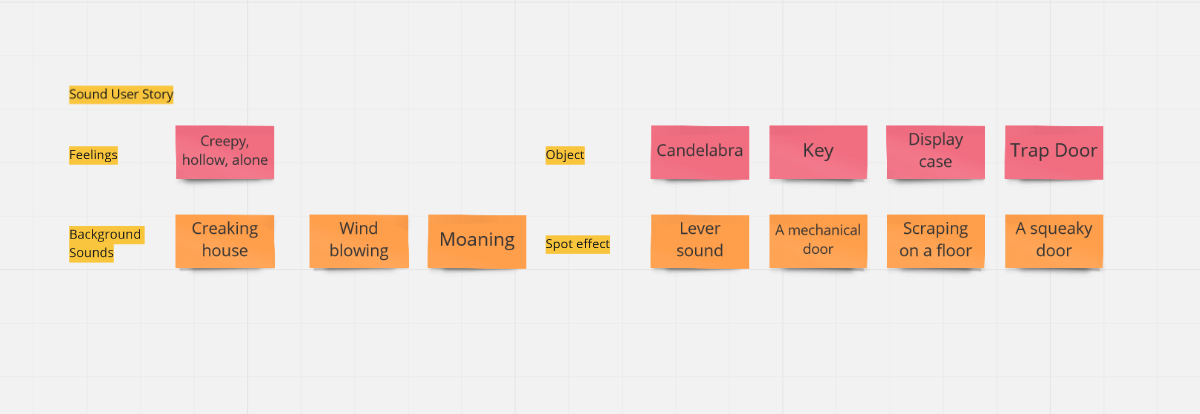 Sound User Story
Feelings
Creepy,
hollow, alone
Object
Candelabra
Key
Display
case
Trap Door
Background
Sounds
Creaking
house
Wind
blowing
Moaning
Spot effect
Lever
sound
A mechanical
door
Scraping
on a floor
A squeaky
door